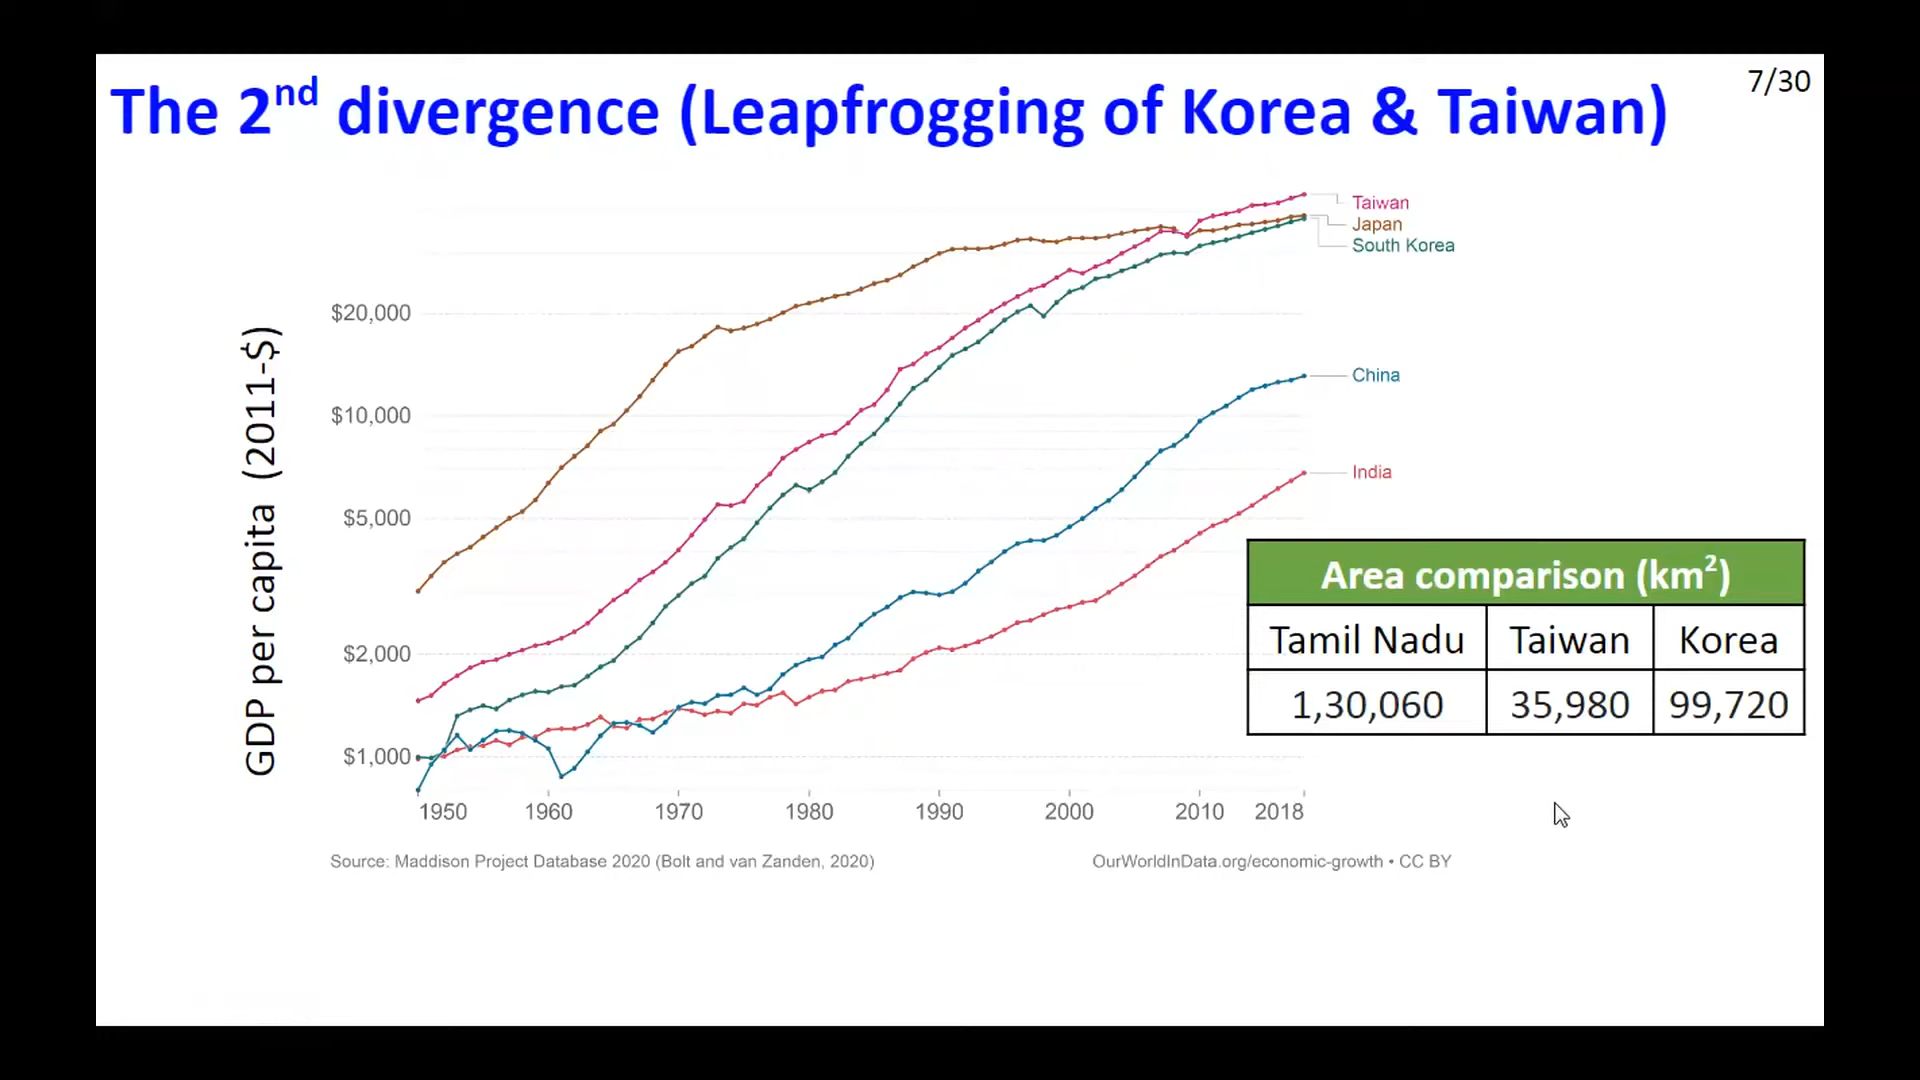 The 2nd divergence (Leapfrogging of Korea & Taiwan)
7/30
GDP per capita (2011-$)
$20,000
$10,000
$5,000
$2,000
$1,000
1950 1960 1970 1980 1990 2000 2010 2018
Taiwan
Japan
South Korea
China
India
Area comparison (km2)
Tamil Nadu Taiwan Korea
1,30,060 35,980 99,720
Source: Maddison Project Database 2020 (Bolt and van Zanden, 2020)
OurWorldInData.org/economic-growth • CC BY